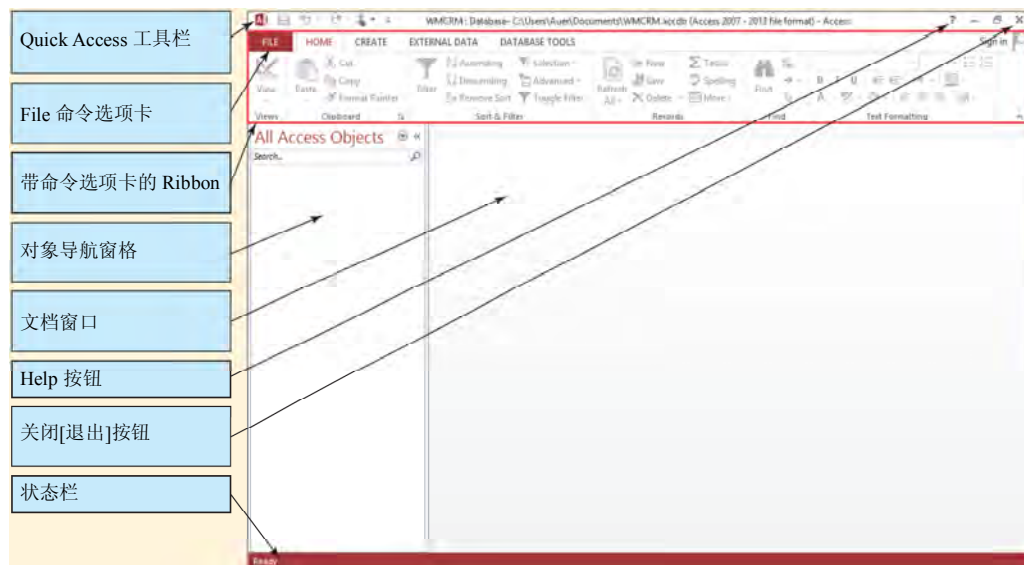 Quick Access 工具栏
File 命令选项卡
带命令选项卡的 Ribbon
对象导航窗格
文档窗口
Help 按钮
关闭[退出]按钮
状态栏
WMCRM : Database- C:\Users\Auer\Documents\WMCRM.accdb (Access 2007 - 2013 file format) - Access
? 
FILE HOME CREATE EXTERNAL DATA DATABASE TOOLS Sign in
Cut Ascending Selection New Totals
Copy Descending Advanced Save Spelling
View Paste Format Painter Filter Remove Sort Toggle Filter Refresh All Delete More Find
Views Clipboard Sort & Filter Records Find Text Formatting
All Access Objects
Search...
Ready